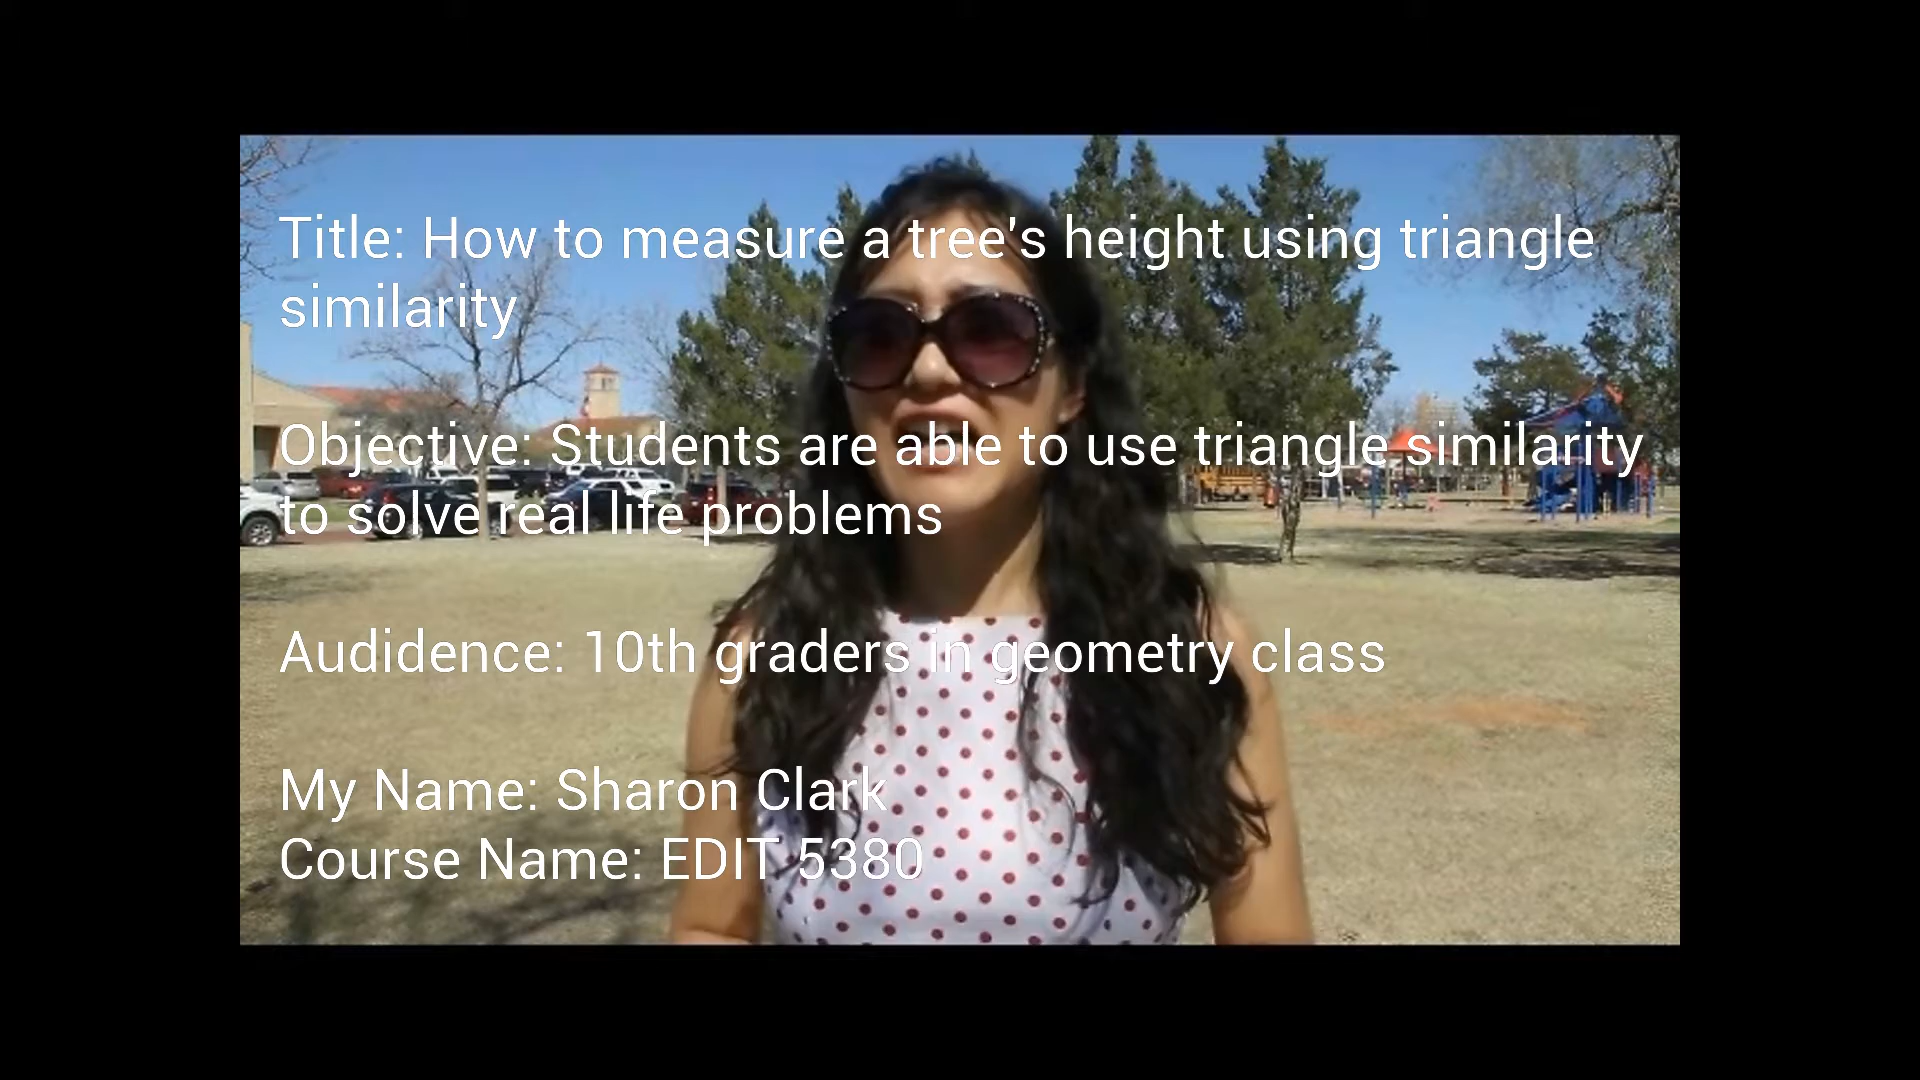 Title: How to measure a tree's height using triangle
similarity
Objective: Students are able to use triangle similarity
to solve real life problems
Audidence: 10th graders in geometry class
My Name: Sharon Clark
Course Name: EDIT 5380